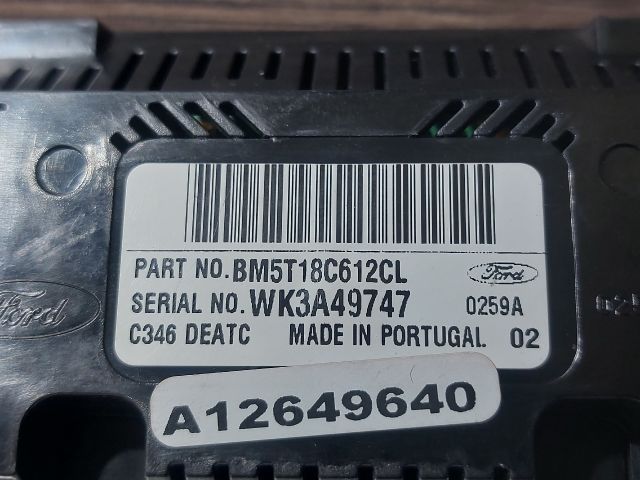 PART NO. BM5T18C612CL
Ford
SERIAL NO. WK3A49747
0259A
C346 DEATC MADE IN PORTUGAL 02
A12649640
Ford